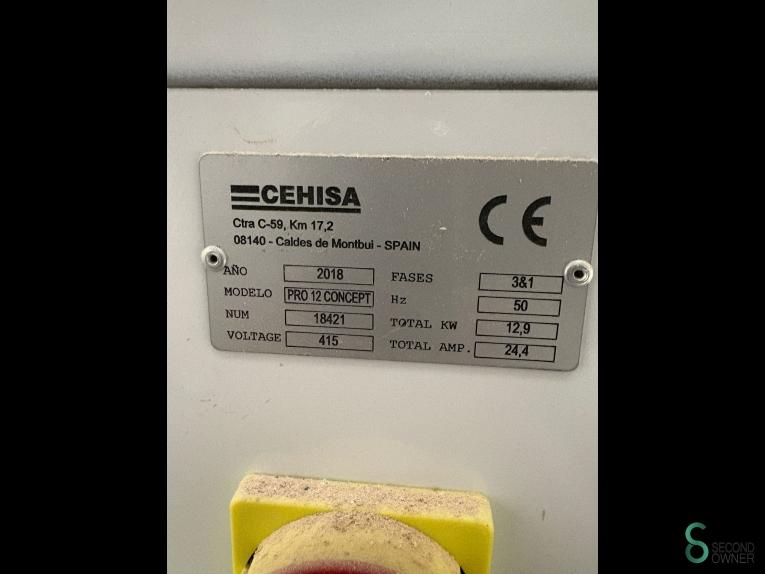 CEHISA
Ctra C-59, Km 17,2
08140 - Caldes de Montbui - SPAIN
CE
AÑO 2018
MODELO PRO 12 CONCEPT
NUM 18421
VOLTAGE 415
FASES 3&1
Hz 50
TOTAL KW 12,9
TOTAL AMP. 24,4
SECOND
OWNER